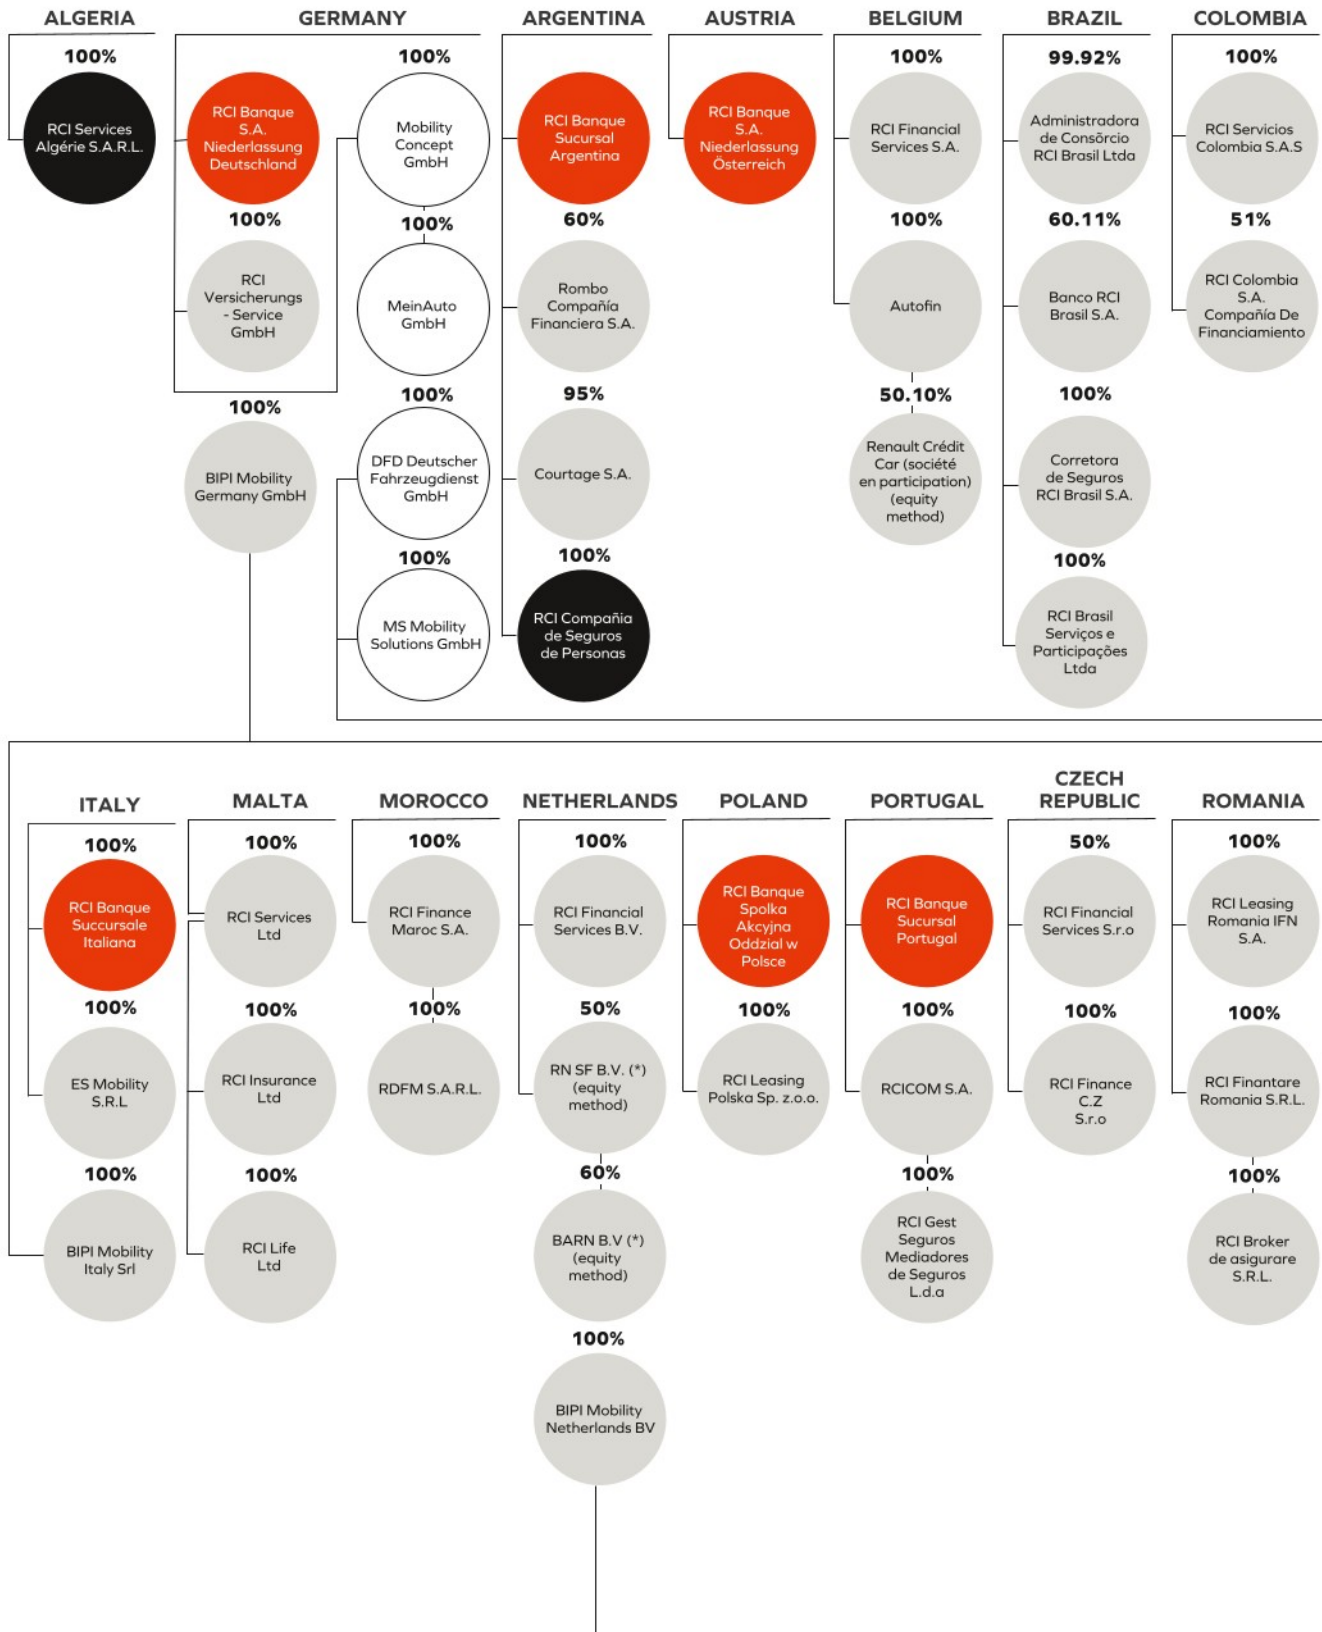 ALGERIA
100%
RCI Services
Algérie S.A.R.L.
GERMANY
RCI Banque
S.A.
Niederlassung
Deutschland
100%
RCI
Versicherungs
- Service
GmbH
100%
BIPI Mobility
Germany GmbH
100%
Mobility
Concept
GmbH
100%
MeinAuto
GmbH
100%
DFD Deutscher
Fahrzeugdienst
GmbH
100%
MS Mobility
Solutions GmbH
ARGENTINA
RCI Banque
Sucursal
Argentina
60%
Rombo
Compañía
Financiera S.A.
95%
Courtage S.A.
100%
RCI Compañia
de Seguros
de Personas
AUSTRIA
RCI Banque
S.A.
Niederlassung
Österreich
BELGIUM
100%
RCI Financial
Services S.A.
100%
Autofin
50.10%
Renault Crédit
Car (société
en participation)
(equity
method)
BRAZIL
99.92%
Administradora
de Consõrcio
RCI Brasil Ltda
60.11%
Banco RCI
Brasil S.A.
100%
Corretora
de Seguros
RCI Brasil S.A.
100%
RCI Brasil
Serviços e
Participações
Ltda
COLOMBIA
100%
RCI Servicios
Colombia S.A.S
51%
RCI Colombia
S.A.
Compañía De
Financiamiento
ITALY
100%
RCI Banque
Succursale
Italiana
100%
ES Mobility
S.R.L
100%
BIPI Mobility
Italy Srl
MALTA
100%
RCI Services
Ltd
100%
RCI Insurance
Ltd
100%
RCI Life
Ltd
MOROCCO
100%
RCI Finance
Maroc S.A.
100%
RDFM S.A.R.L.
NETHERLANDS
100%
RCI Financial
Services B.V.
50%
RN SF B.V. (*)
(equity
method)
60%
BARN B.V (*)
(equity
method)
100%
BIPI Mobility
Netherlands BV
POLAND
RCI Banque
Spolka
Akcyjna
Oddzial w
Polsce
100%
RCI Leasing
Polska Sp. z.o.o.
PORTUGAL
RCI Banque
Sucursal
Portugal
100%
RCICOM S.A.
100%
RCI Gest
Seguros
Mediadores
de Seguros
L.d.a
CZECH
REPUBLIC
50%
RCI Financial
Services S.r.o
100%
RCI Finance
C.Z
S.r.o
ROMANIA
100%
RCI Leasing
Romania IFN
S.A.
100%
RCI Finantare
Romania S.R.L.
100%
RCI Broker
de asigurare
S.R.L.